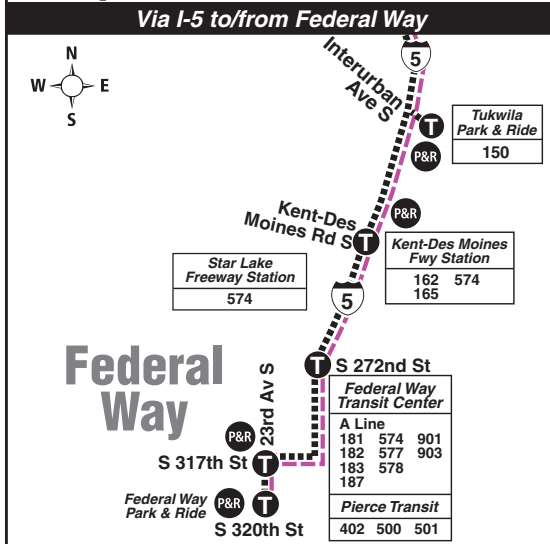 Via I-5 to/from Federal Way
N
W E
S
5
Interurban
Ave S
T
Tukwila
Park & Ride
150
P&R
P&R
Kent-Des
Moines Rd S
T
Kent-Des Moines
Fwy Station
162 574
165
Star Lake
Freeway Station
574
5
T
S 272nd St
Federal
Way
23rd Av S
Federal Way
Transit Center
A Line
181 574 901
182 577 903
183 578
187
Pierce Transit
402 500 501
P&R
S 317th St
T
Federal Way
Park & Ride
P&R
T
S 320th St